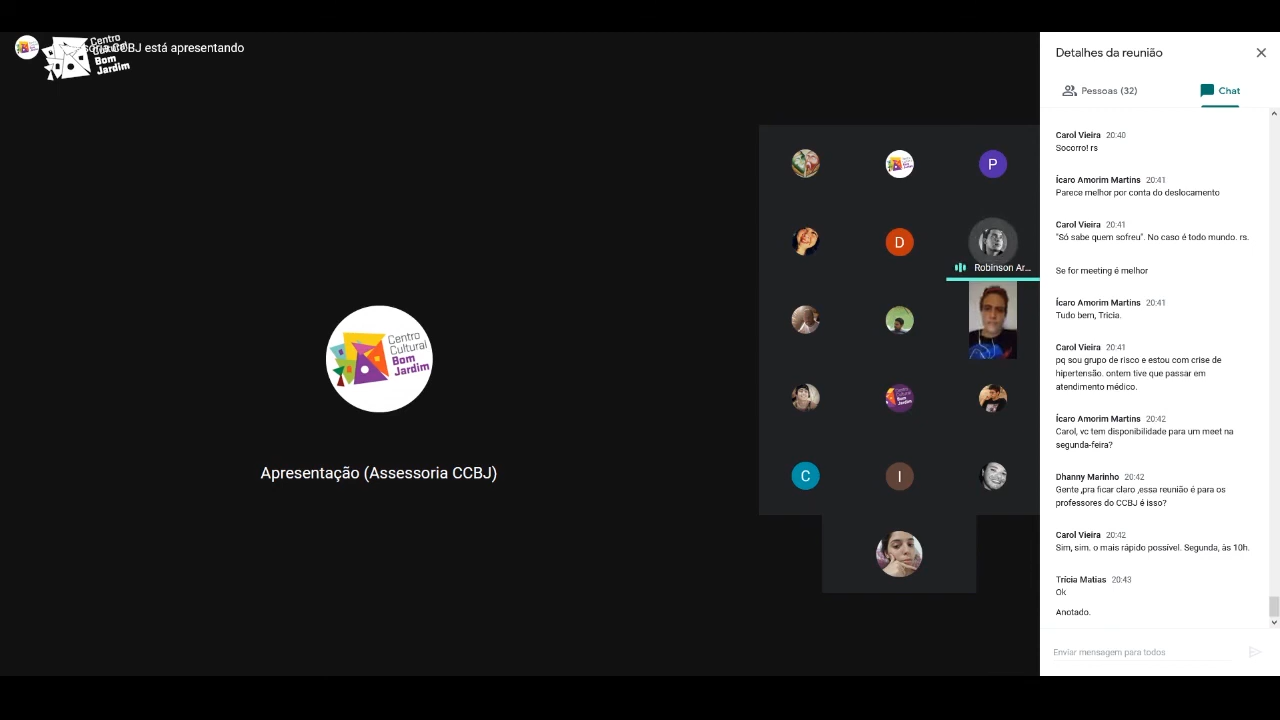 CCBJ está apresentando
Centro
Cultural
Bom
Jardim
Detalhes da reunião
Pessoas (32)
Chat
Carol Vieira 20:40
Socorro! rs
Ícaro Amorim Martins 20:41
Parece melhor por conta do deslocamento
Carol Vieira 20:41
"Só sabe quem sofreu". No caso é todo mundo. rs.
Se for meeting é melhor
Ícaro Amorim Martins 20:41
Tudo bem, Tricia.
Carol Vieira 20:41
pq sou grupo de risco e estou com crise de
hipertensão. ontem tive que passar em
atendimento médico.
Ícaro Amorim Martins 20:42
Carol, vc tem disponibilidade para um meet na
segunda-feira?
Dhanny Marinho 20:42
Gente ,pra ficar claro ,essa reunião é para os
professores do CCBJ é isso?
Carol Vieira 20:42
Sim, sim. o mais rápido possível. Segunda, às 10h.
Trícia Matias 20:43
Ok
Anotado.
Enviar mensagem para todos
P
D
Robinson Ar...
C
I
Centro
Cultural
Bom
Jardim
Apresentação (Assessoria CCBJ)